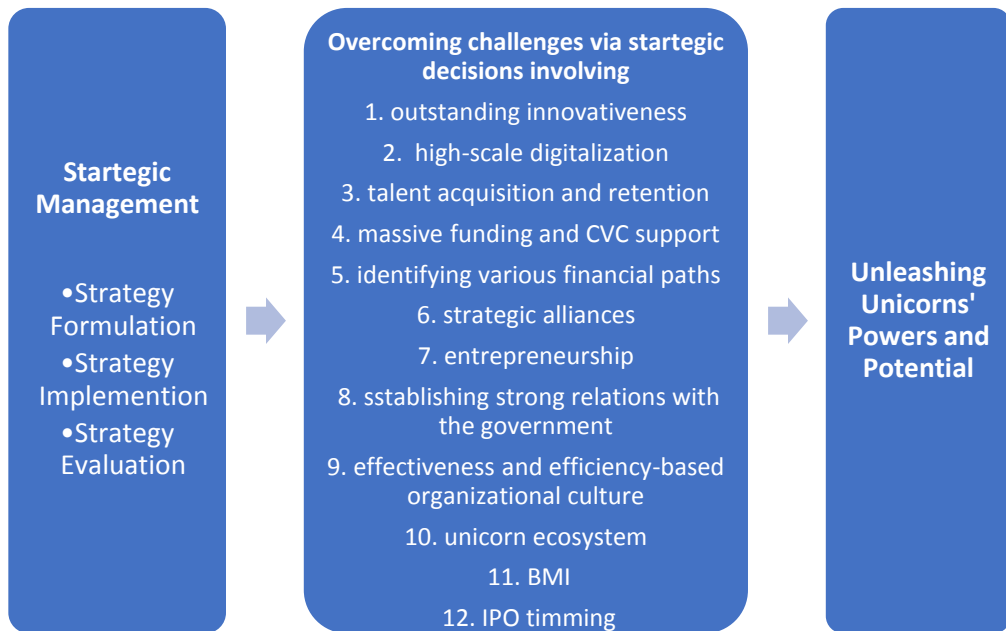 Startegic
Management
•Strategy
Formulation
•Strategy
Implemention
•Strategy
Evaluation
Overcoming challenges via startegic
decisions involving
1. outstanding innovativeness
2. high-scale digitalization
3. talent acquisition and retention
4. massive funding and CVC support
5. identifying various financial paths
6. strategic alliances
7. entrepreneurship
8. sstablishing strong relations with
the government
9. effectiveness and efficiency-based
organizational culture
10. unicorn ecosystem
11. BMI
12. IPO timming
Unleashing
Unicorns'
Powers and
Potential